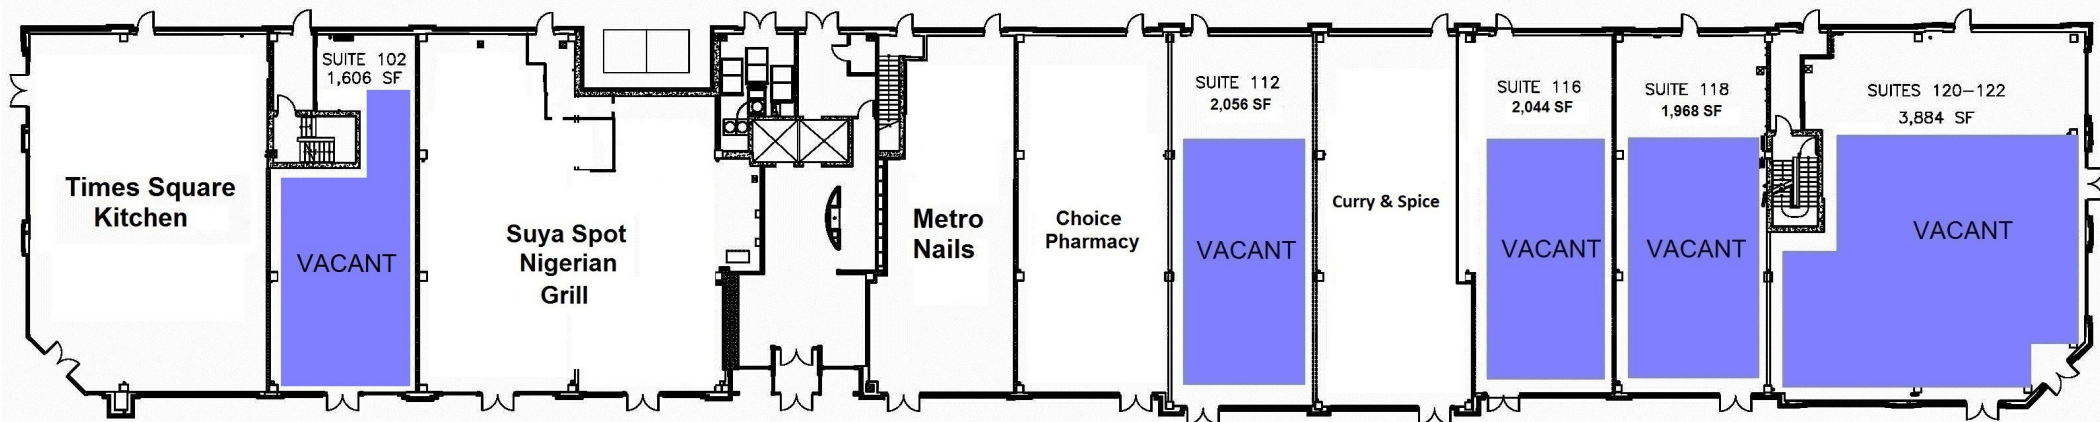 Times Square
Kitchen
SUITE 102
1,606 SF
VACANT
Suya Spot
Nigerian
Grill
Metro
Nails
Choice
Pharmacy
SUITE 112
2,056 SF
VACANT
Curry & Spice
SUITE 116
2,044 SF
VACANT
SUITE 118
1,968 SF
VACANT
SUITES 120-122
3,884 SF
VACANT